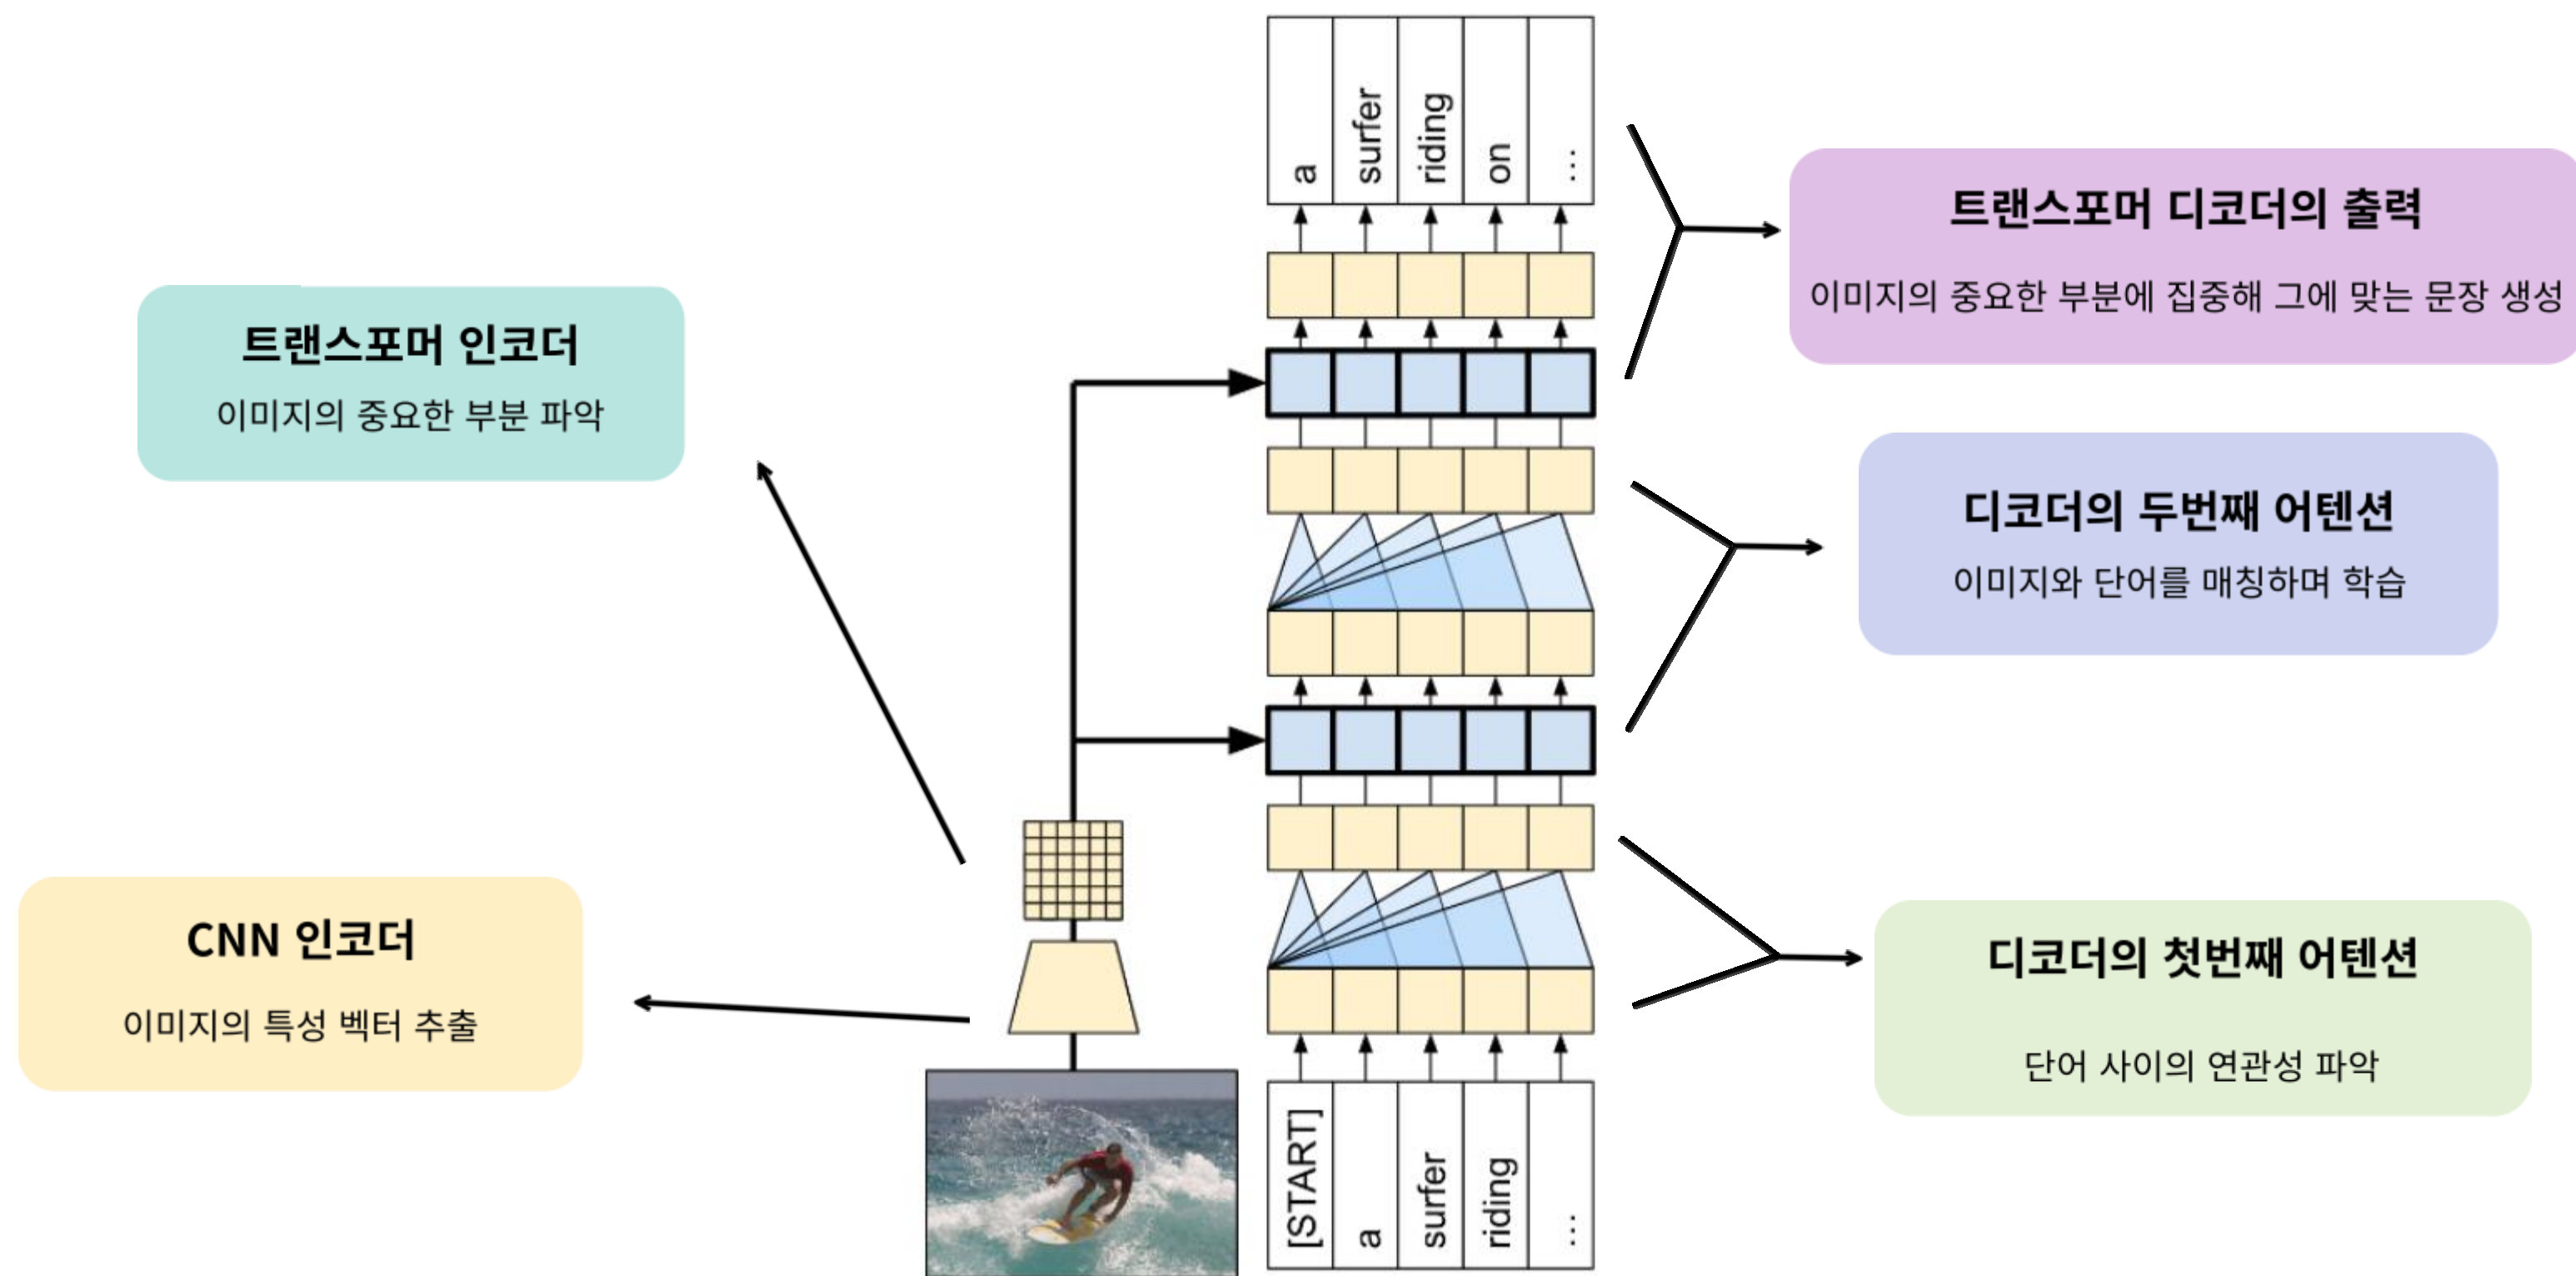 a
surfer
riding
on
...
트랜스포머 디코더의 출력
이미지의 중요한 부분에 집중해 그에 맞는 문장 생성
트랜스포머 인코더
이미지의 중요한 부분 파악
디코더의 두번째 어텐션
이미지와 단어를 매칭하며 학습
CNN 인코더
이미지의 특성 벡터 추출
디코더의 첫번째 어텐션
단어 사이의 연관성 파악
[START]
a
surfer
riding
...